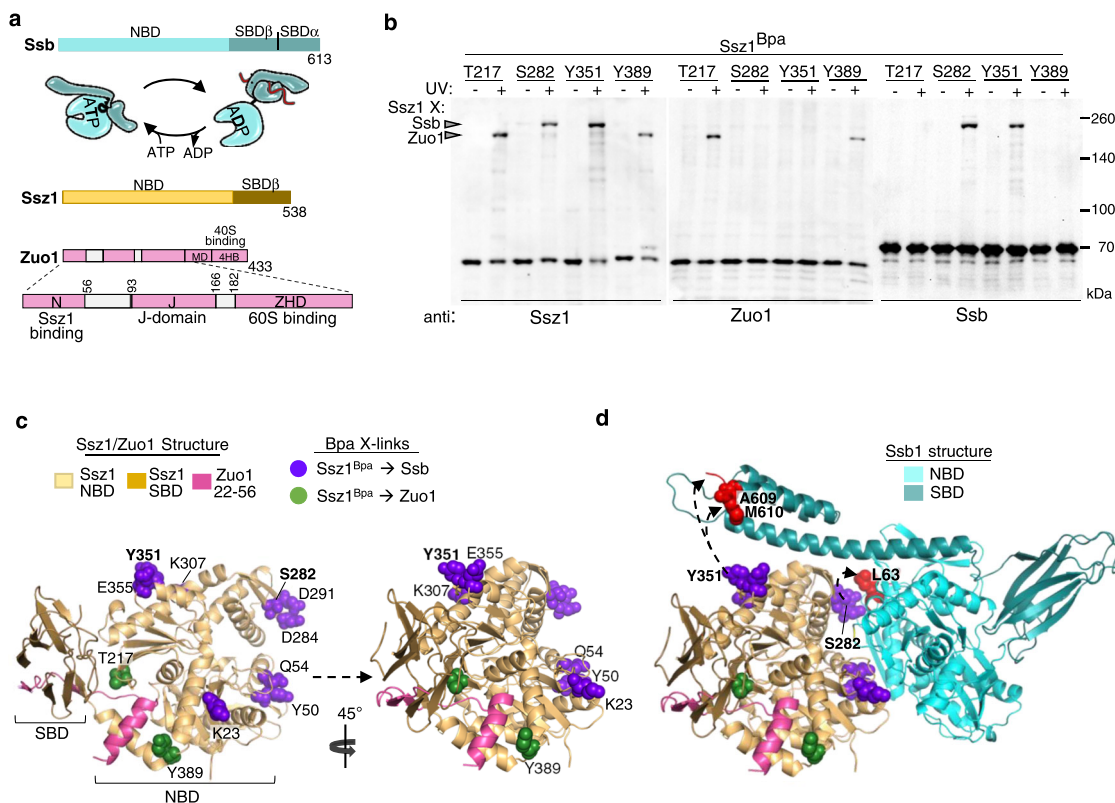 a
NBD SBDβ SBDα
Ssb
613
ATP ADP
ATP ADP
NBD SBDβ
Ssz1
538
40S
binding
Zuo1 MD 4HB
433
56 93 166 182
N J ZHD
Ssz1
binding
J-domain 60S binding
b
Ssz1Bpa
T217 S282 Y351 Y389 T217 S282 Y351 Y389 T217 S282 Y351 Y389
UV: - + - + - + - + - + - + - + - + - + - + - + - +
Ssz1 X:
Ssb
Zuo1
260
140
100
70
kDa
anti: Ssz1 Zuo1 Ssb
c
Ssz1/Zuo1 Structure
Ssz1 NBD
Ssz1 SBD
Zuo1 22-56
Bpa X-links
Ssz1Bpa → Ssb
Ssz1Bpa → Zuo1
Y351
K307
E355
S282
D291
D284
T217
Q54
Y50
K23
SBD
Y389
NBD
45°
Y351 E355
K307
Q54
Y50
K23
Y389
d
Ssb1 structure
NBD
SBD
A609
M610
Y351
L63
S282